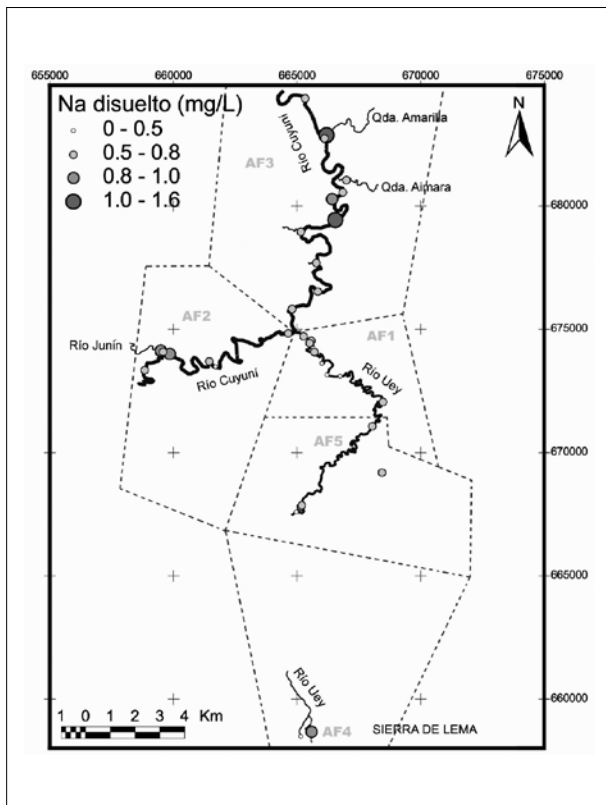 655000 660000 665000 670000 675000
Na disuelto (mg/L)
0 - 0.5
0.5 - 0.8
0.8 - 1.0
1.0 - 1.6
N
Qda. Amarilla
Río Cuyuní
AF3
Qda. Aimara
680000
AF2
AF1
675000
Río Junín
Río Cuyuní
Río Uey
AF5
670000
665000
Río Uey
660000
1 0 1 2 3 4 Km
AF4
SIERRA DE LEMA